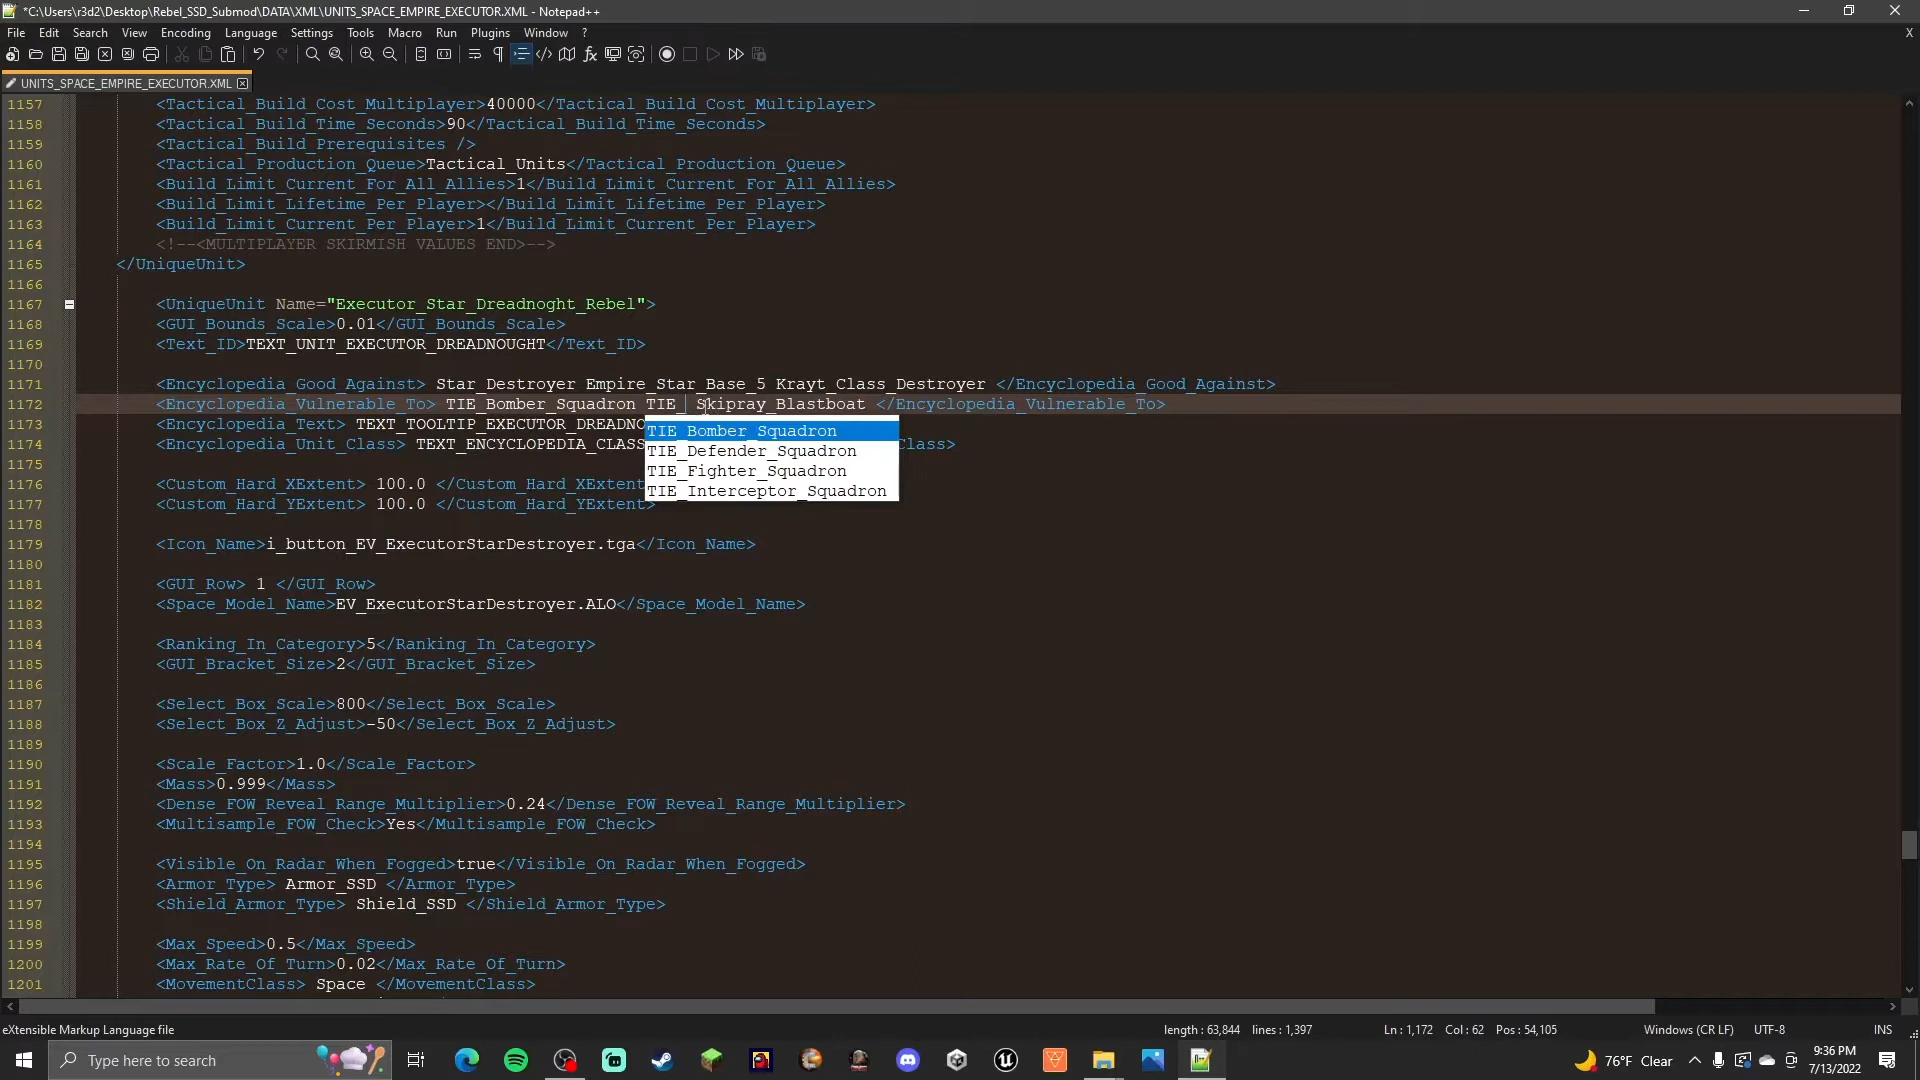 *C:\Users\r3d2\Desktop\Rebel_SSD_Submod\DATA\XML\UNITS_SPACE_EMPIRE_EXECUTOR.XML - Notepad++
File Edit Search View Encoding Language Settings Tools Macro Run Plugins Window ? X
UNITS_SPACE_EMPIRE_EXECUTOR.XML
1157 <Tactical_Build_Cost_Multiplayer>40000</Tactical_Build_Cost_Multiplayer>
1158 <Tactical_Build_Time_Seconds>90</Tactical_Build_Time_Seconds>
1159 <Tactical_Build_Prerequisites />
1160 <Tactical_Production_Queue>Tactical_Units</Tactical_Production_Queue>
1161 <Build_Limit_Current_For_All_Allies>1</Build_Limit_Current_For_All_Allies>
1162 <Build_Limit_Lifetime_Per_Player></Build_Limit_Lifetime_Per_Player>
1163 <Build_Limit_Current_Per_Player>1</Build_Limit_Current_Per_Player>
1164 <!--<MULTIPLAYER SKIRMISH VALUES END>-->
1165 </UniqueUnit>
1166
1167 <UniqueUnit Name="Executor_Star_Dreadnoght_Rebel">
1168 <GUI_Bounds_Scale>0.01</GUI_Bounds_Scale>
1169 <Text_ID>TEXT_UNIT_EXECUTOR_DREADNOUGHT</Text_ID>
1170
1171 <Encyclopedia_Good_Against> Star_Destroyer Empire_Star_Base_5 Krayt_Class_Destroyer </Encyclopedia_Good_Against>
1172 <Encyclopedia_Vulnerable_To> TIE_Bomber_Squadron TIE_ Skipray_Blastboat </Encyclopedia_Vulnerable_To>
1173 <Encyclopedia_Text> TEXT_TOOLTIP_EXECUTOR_DREADNO
TIE_Bomber_Squadron
1174 <Encyclopedia_Unit_Class> TEXT_ENCYCLOPEDIA_CLASS
TIE_Defender_Squadron
Class>
1175
TIE_Fighter_Squadron
1176 <Custom_Hard_XExtent> 100.0 </Custom_Hard_XExtent
TIE_Interceptor_Squadron
1177 <Custom_Hard_YExtent> 100.0 </Custom_Hard_YExtent>
1178
1179 <Icon_Name>i_button_EV_ExecutorStarDestroyer.tga</Icon_Name>
1180
1181 <GUI_Row> 1 </GUI_Row>
1182 <Space_Model_Name>EV_ExecutorStarDestroyer.ALO</Space_Model_Name>
1183
1184 <Ranking_In_Category>5</Ranking_In_Category>
1185 <GUI_Bracket_Size>2</GUI_Bracket_Size>
1186
1187 <Select_Box_Scale>800</Select_Box_Scale>
1188 <Select_Box_Z_Adjust>-50</Select_Box_Z_Adjust>
1189
1190 <Scale_Factor>1.0</Scale_Factor>
1191 <Mass>0.999</Mass>
1192 <Dense_FOW_Reveal_Range_Multiplier>0.24</Dense_FOW_Reveal_Range_Multiplier>
1193 <Multisample_FOW_Check>Yes</Multisample_FOW_Check>
1194
1195 <Visible_On_Radar_When_Fogged>true</Visible_On_Radar_When_Fogged>
1196 <Armor_Type> Armor_SSD </Armor_Type>
1197 <Shield_Armor_Type> Shield_SSD </Shield_Armor_Type>
1198
1199 <Max_Speed>0.5</Max_Speed>
1200 <Max_Rate_Of_Turn>0.02</Max_Rate_Of_Turn>
1201 <MovementClass> Space </MovementClass>
eXtensible Markup Language file length : 63,844 lines : 1,397 Ln : 1,172 Col : 62 Pos : 54,105 Windows (CR LF) UTF-8 INS
Type here to search 76°F Clear 9:36 PM
7/13/2022